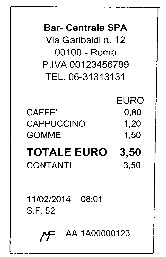 Bar- Centrale SPA
Via Garibaldi n. 12
00100 - Roma
P.IVA 00123456789
TEL. 06-31313131
EURO
CAFFE' 0,80
CAPPUCCINO 1,20
GOMME 1,50
TOTALE EURO 3,50
CONTANTI 3,50
11/02/2014 08:01
S.F. 52
MF AA 1A00000123